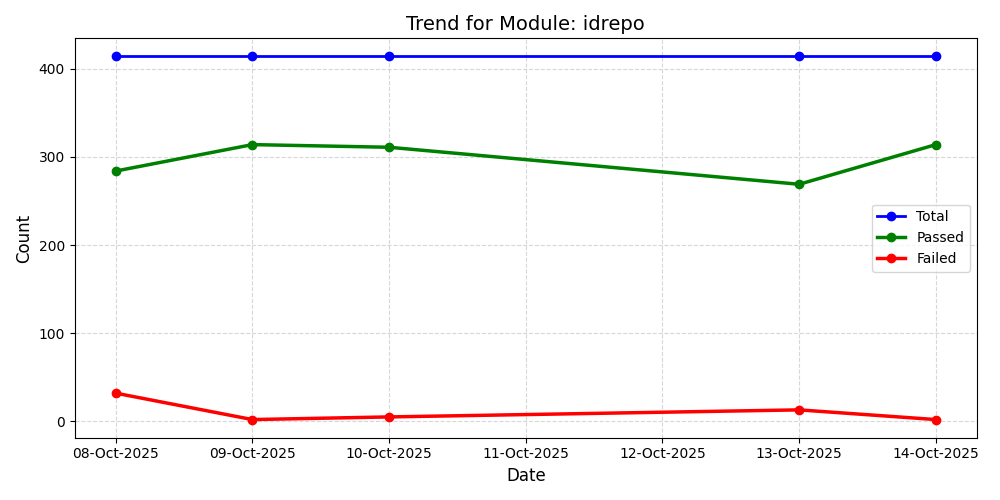 Trend for Module: idrepo
Count
400
300
200
100
0
Total
Passed
Failed
08-Oct-2025 09-Oct-2025 10-Oct-2025 11-Oct-2025 12-Oct-2025 13-Oct-2025 14-Oct-2025
Date